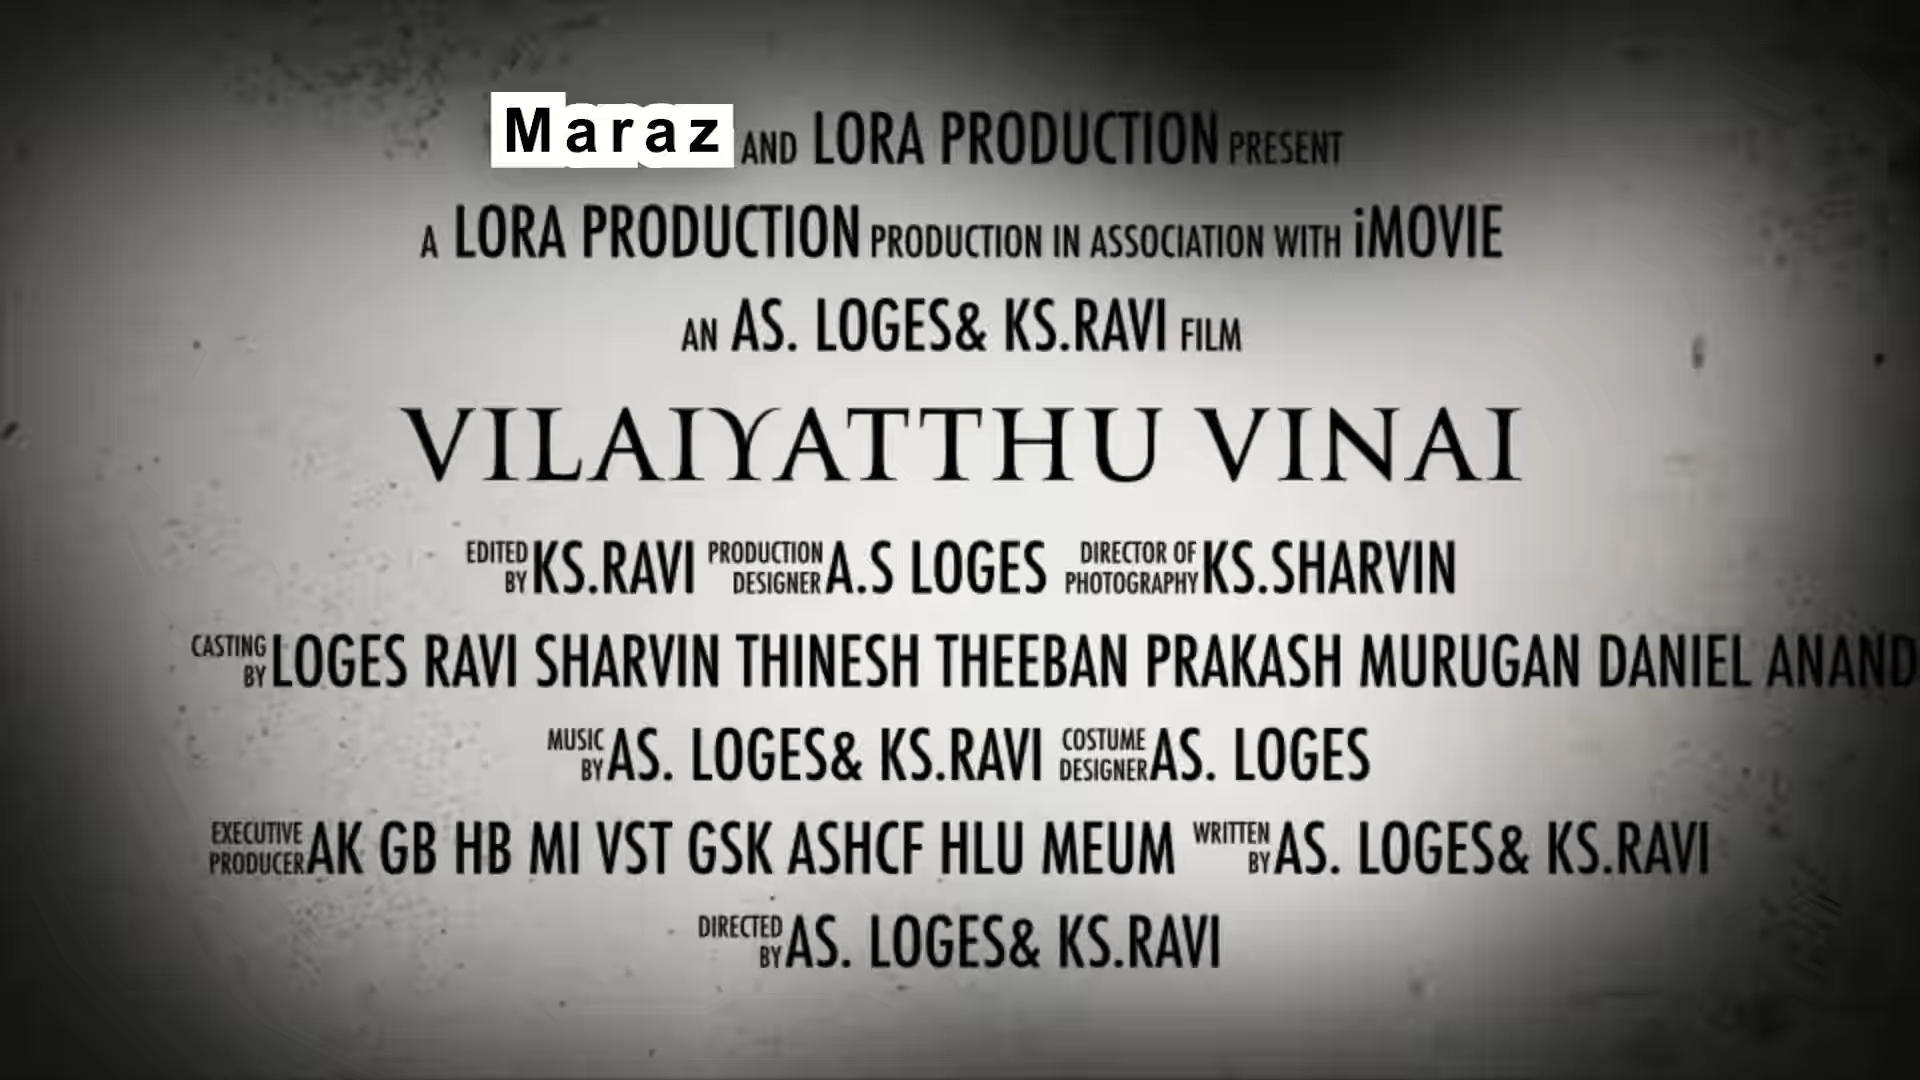 Maraz AND LORA PRODUCTION PRESENT
A LORA PRODUCTION PRODUCTION IN ASSOCIATION WITH iMOVIE
AN AS. LOGES& KS.RAVI FILM
VILAIYATTHU VINAI
EDITED BY KS.RAVI PRODUCTION DESIGNER A.S LOGES DIRECTOR OF PHOTOGRAPHY KS.SHARVIN
CASTING BY LOGES RAVI SHARVIN THINESH THEEBAN PRAKASH MURUGAN DANIEL ANAND
MUSIC BY AS. LOGES& KS.RAVI COSTUME DESIGNER AS. LOGES
EXECUTIVE PRODUCER AK GB HB MI VST GSK ASHCF HLU MEUM WRITTEN BY AS. LOGES& KS.RAVI
DIRECTED BY AS. LOGES& KS.RAVI